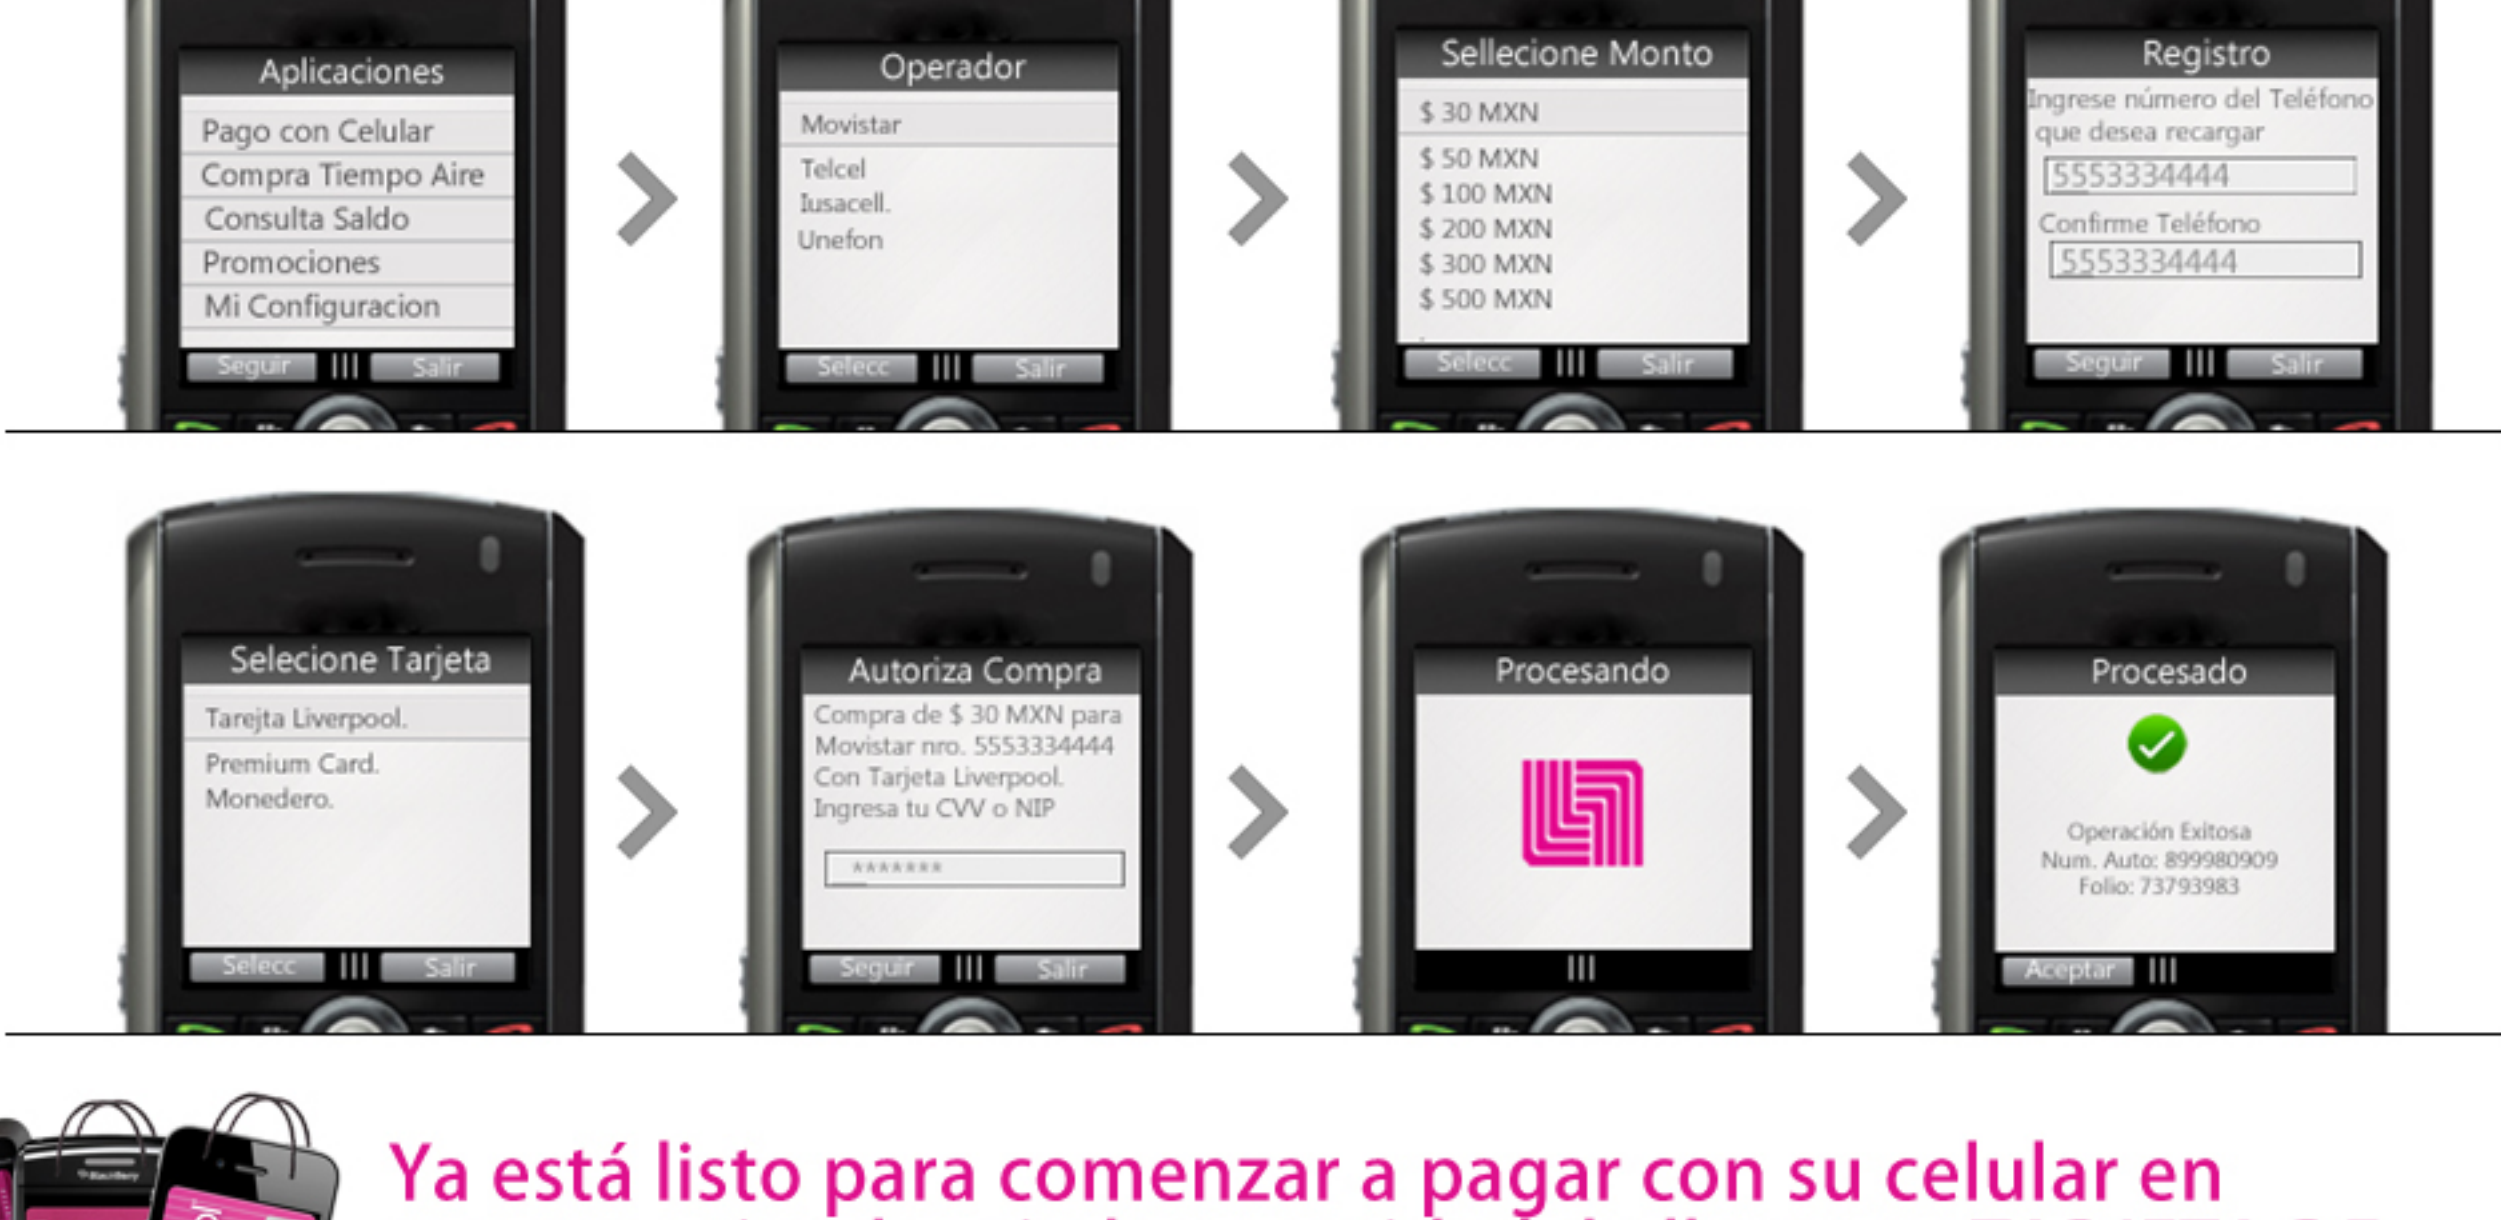 Aplicaciones
Pago con Celular
Compra Tiempo Aire
Consulta Saldo
Promociones
Mi Configuracion
Seguir
Salir
Operador
Movistar
Telcel
Iusacell.
Unefon
Selecc
Salir
Sellecione Monto
$ 30 MXN
$ 50 MXN
$ 100 MXN
$ 200 MXN
$ 300 MXN
$ 500 MXN
Selecc
Salir
Registro
Ingrese número del Teléfono
que desea recargar
5553334444
Confirme Teléfono
5553334444
Seguir
Salir
Selecione Tarjeta
Tarejta Liverpool.
Premium Card.
Monedero.
Selecc
Salir
Autoriza Compra
Compra de $ 30 MXN para
Movistar nro. 5553334444
Con Tarjeta Liverpool.
Ingresa tu CVV o NIP
*******
Seguir
Salir
Procesando
Procesado
Operación Exitosa
Num. Auto: 899980909
Folio: 73793983
Aceptar
BlackBerry
Ya está listo para comenzar a pagar con su celular en